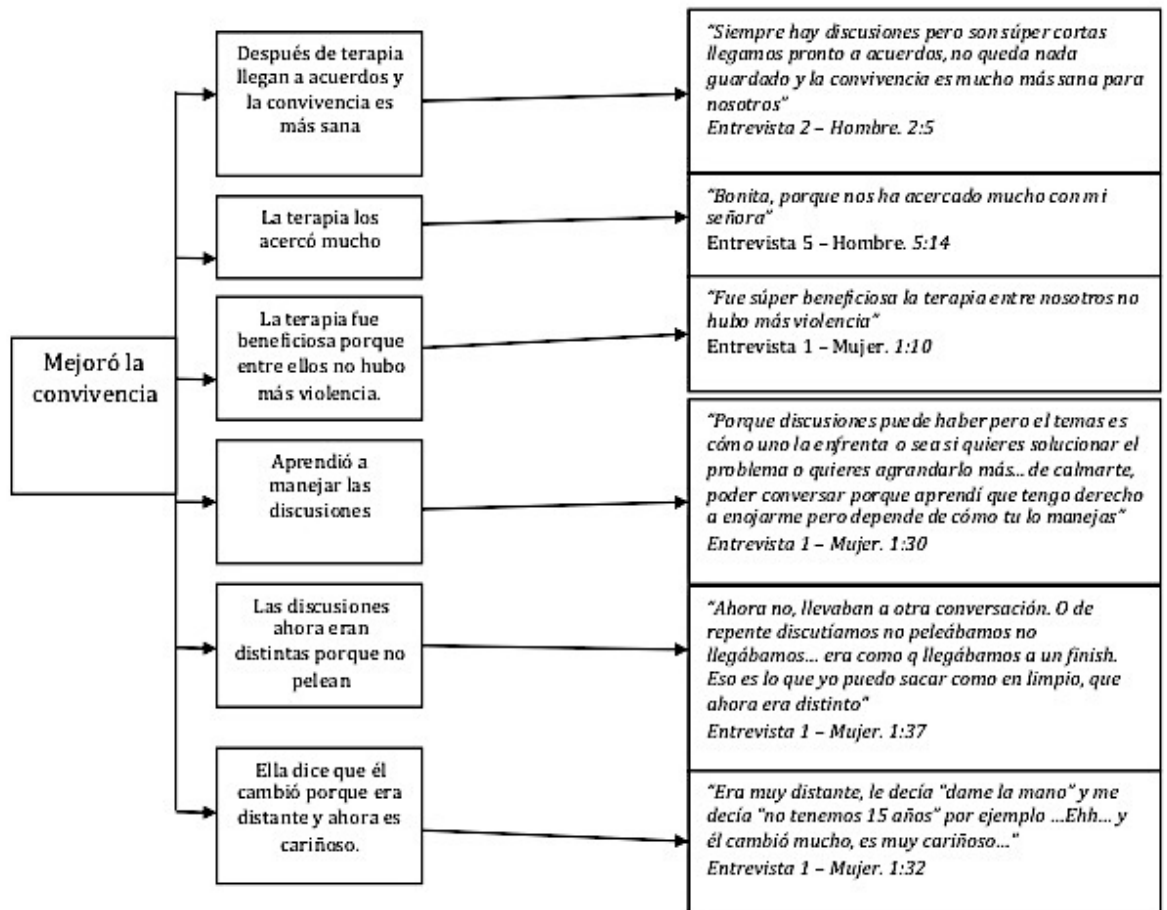 Mejoró la
convivencia
Después de terapia
llegan a acuerdos y
la convivencia es
más sana
"Siempre hay discusiones pero son súper cortas
llegamos pronto a acuerdos, no queda nada
guardado y la convivencia es mucho más sana para
nosotros"
Entrevista 2 – Hombre. 2:5
La terapia los
acercó mucho
"Bonita, porque nos ha acercado mucho con mi
señora"
Entrevista 5 – Hombre. 5:14
La terapia fue
beneficiosa porque
entre ellos no hubo
más violencia.
"Fue súper beneficiosa la terapia entre nosotros no
hubo más violencia"
Entrevista 1 – Mujer. 1:10
Aprendió a
manejar las
discusiones
"Porque discusiones puede haber pero el temas es
cómo uno la enfrenta o sea si quieres solucionar el
problema o quieres agrandarlo más... de calmarte,
poder conversar porque aprendí que tengo derecho
a enojarme pero depende de cómo tu lo manejas"
Entrevista 1 – Mujer. 1:30
Las discusiones
ahora eran
distintas porque no
pelean
"Ahora no, llevaban a otra conversación. O de
repente discutíamos no peleábamos no
llegábamos... era como q llegábamos a un finish.
Eso es lo que yo puedo sacar como en limpio, que
ahora era distinto"
Entrevista 1 – Mujer. 1:37
Ella dice que él
cambió porque era
distante y ahora es
cariñoso.
"Era muy distante, le decía "dame la mano" y me
decía "no tenemos 15 años" por ejemplo ...Ehh... y
él cambió mucho, es muy cariñoso..."
Entrevista 1 – Mujer. 1:32